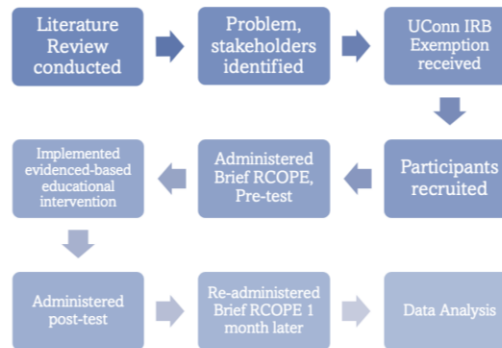 Literature
Review
conducted
Problem,
stakeholders
identified
UConn IRB
Exemption
received
Participants
recruited
Administered
Brief RCOPE,
Pre-test
Implemented
evidenced-based
educational
intervention
Administered
post-test
Re-administered
Brief RCOPE 1
month later
Data Analysis